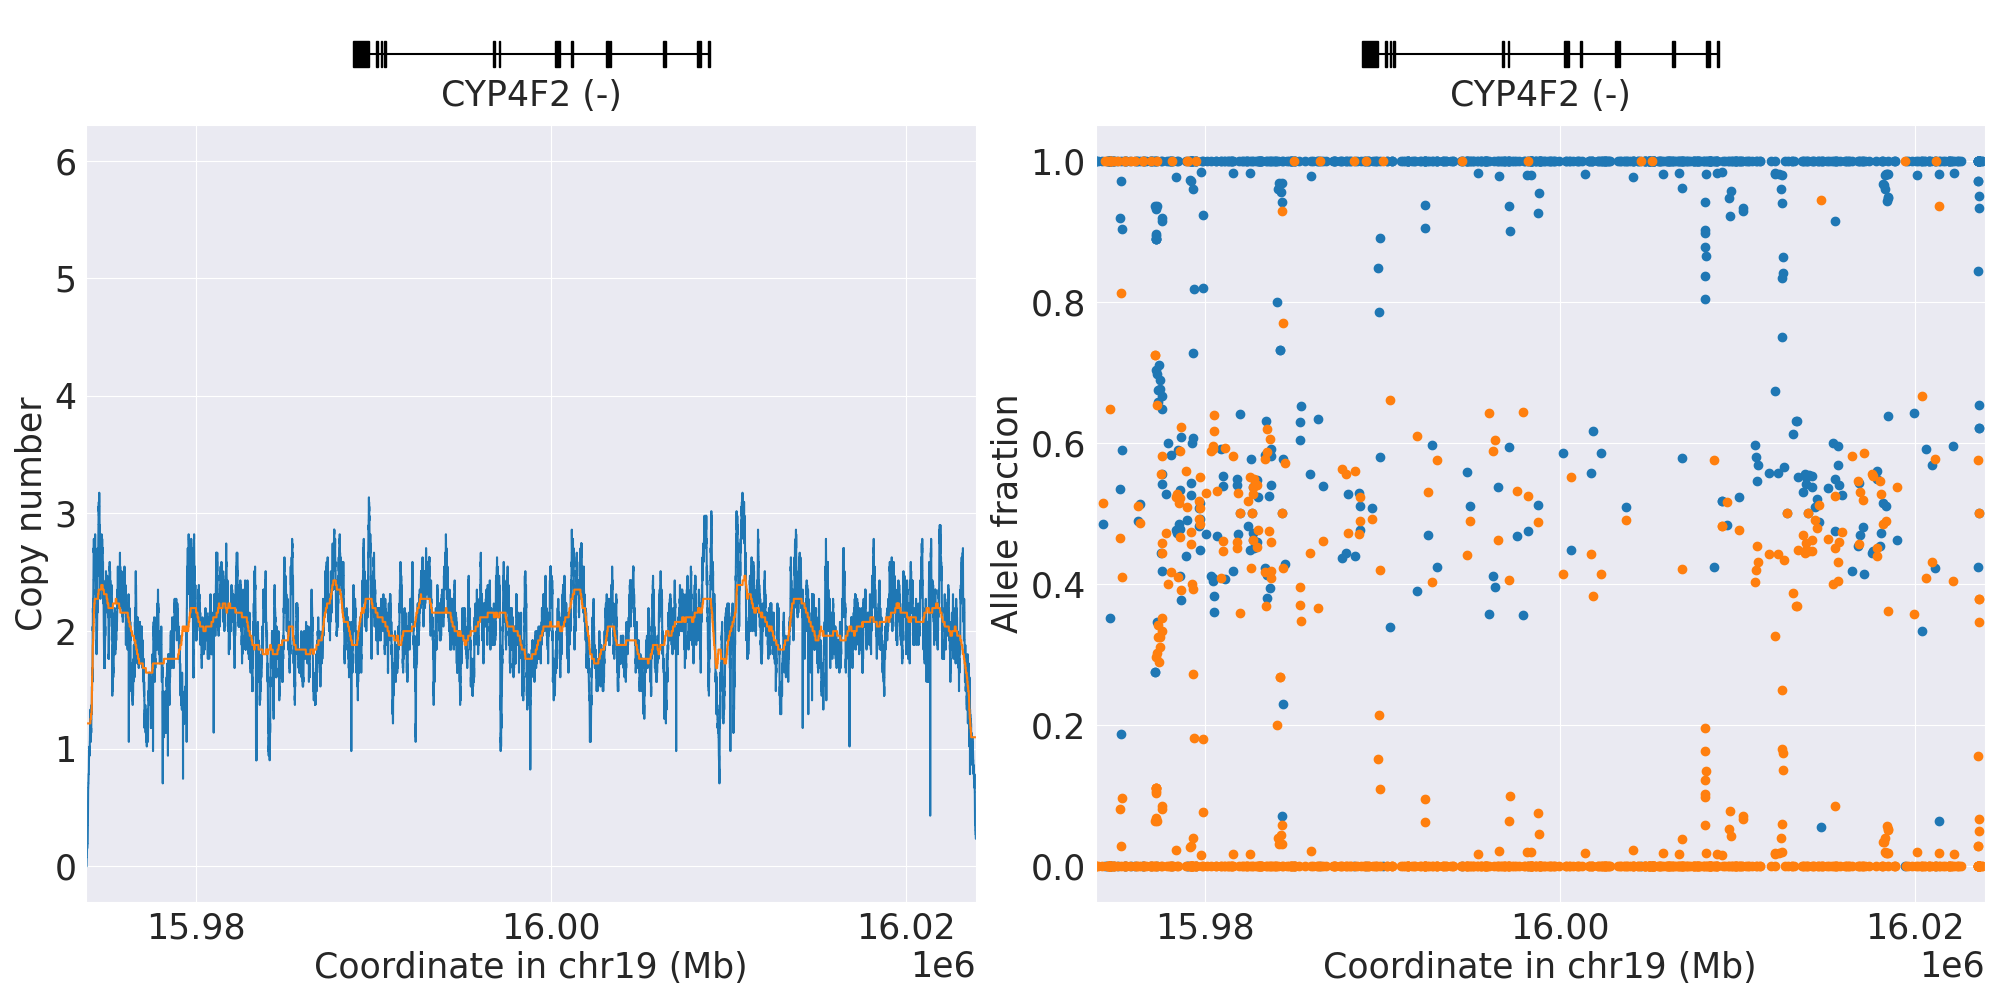 CYP4F2 (-)
6
5
4
3
2
1
0
Copy number
15.98
16.00
16.02
Coordinate in chr19 (Mb)
1e6
CYP4F2 (-)
1.0
0.8
0.6
0.4
0.2
0.0
Allele fraction
15.98
16.00
16.02
Coordinate in chr19 (Mb)
1e6